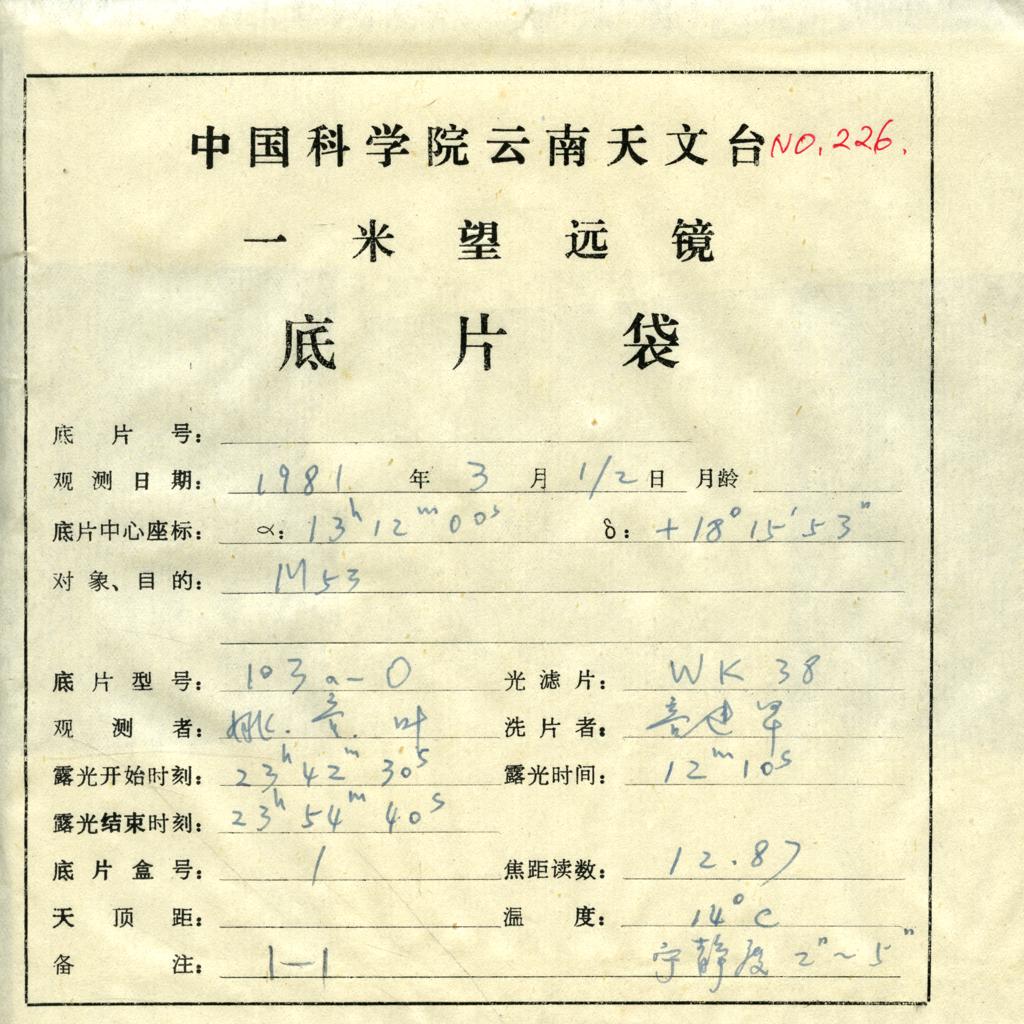 中国科学院云南天文台 NO.226.
一米望远镜
底片袋
底片号：
观测日期： 1981 年 3 月 1/2 日 月龄
底片中心座标： α： 13h 12m 00s δ： +18° 15′ 53″
对象、目的： M53
底片型号： 103a-O 光滤片： WK 38
观测者： 姚. 叶 洗片者：
露光开始时刻： 23h 42m 30s 露光时间： 12m 10s
露光结束时刻： 23h 54m 40s
底片盒号： 1 焦距读数： 12.87
天顶距： 温度： 14°C
备注： 1—1 宁静度 2″~5″